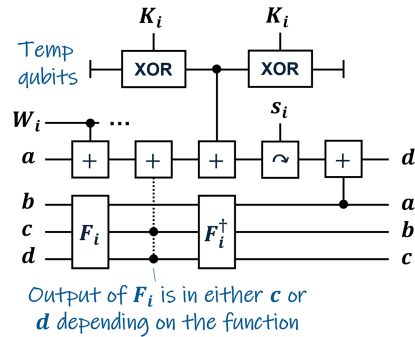 K_i K_i
Temp
qubits
XOR XOR
W_i ...
s_i
a + + + ↷ + d
b a
c F_i F_i^† b
d c
Output of F_i is in either c or
d depending on the function